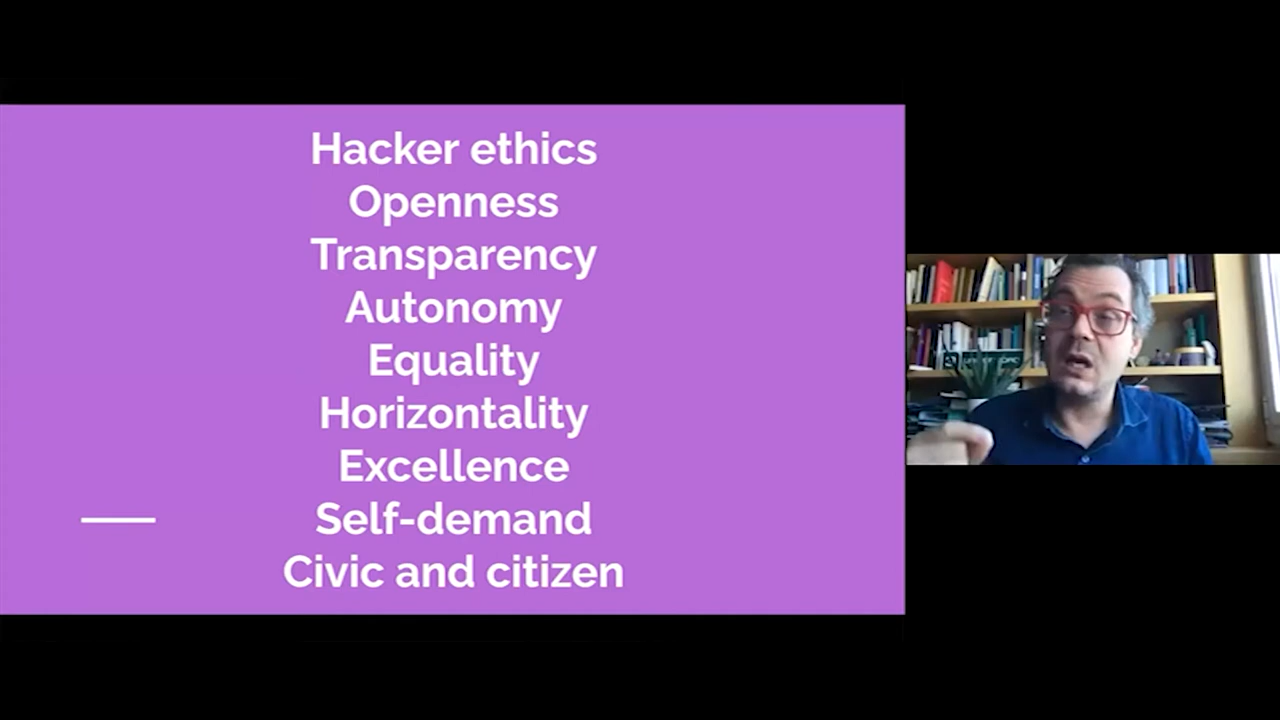 Hacker ethics
Openness
Transparency
Autonomy
Equality
Horizontality
Excellence
Self-demand
Civic and citizen